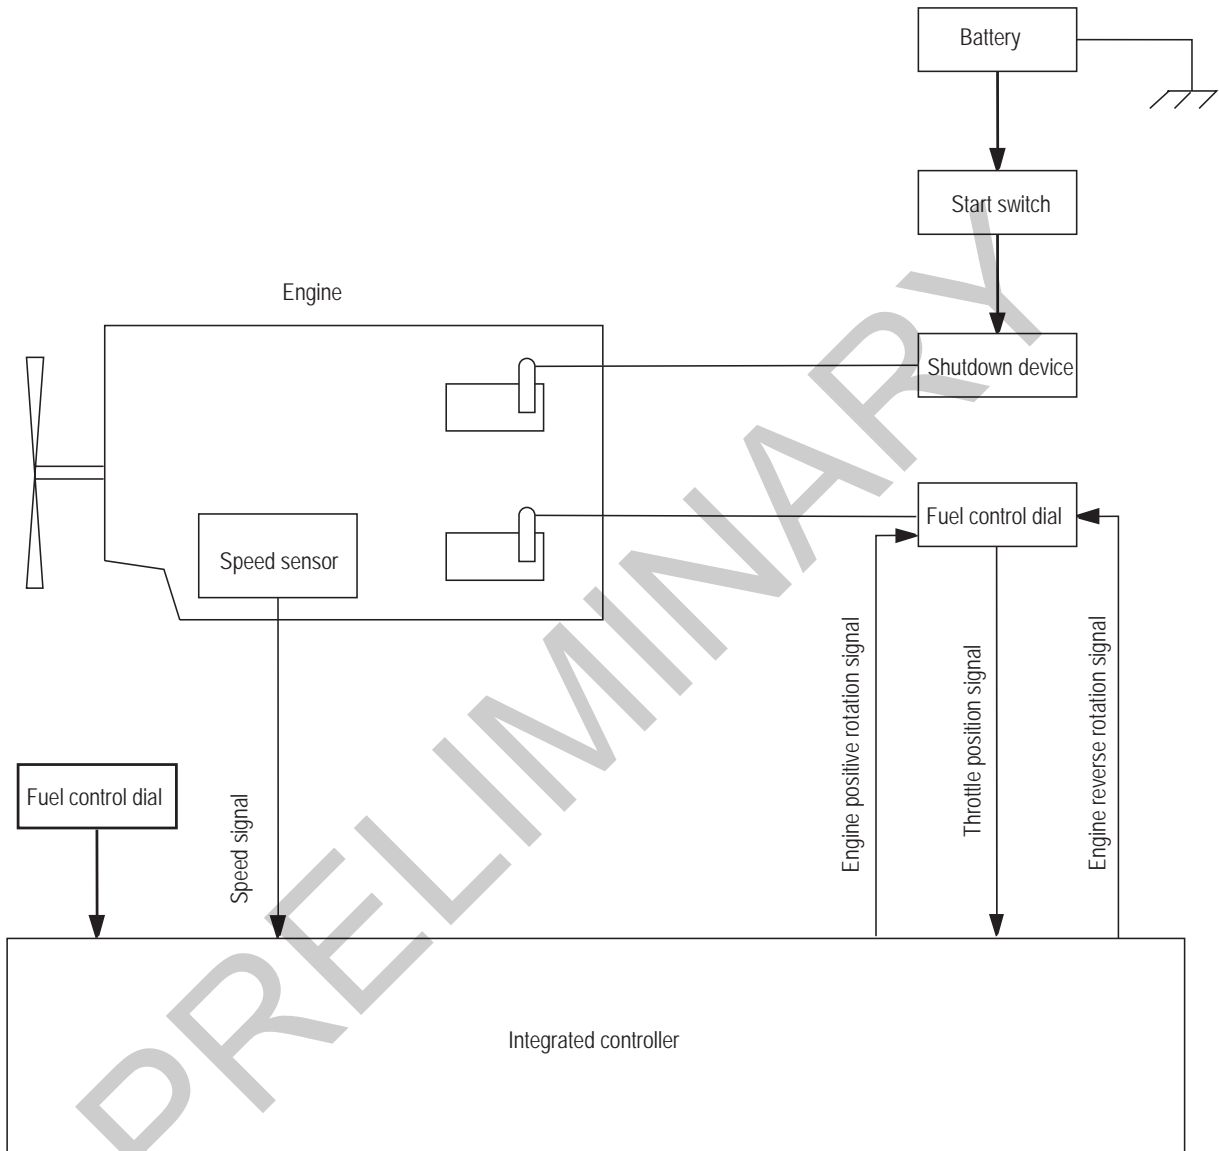 Battery
Start switch
Engine
Shutdown device
Fuel control dial
Speed sensor
Engine positive rotation signal
Throttle position signal
Engine reverse rotation signal
Fuel control dial
Speed signal
Integrated controller
PRELIMINARY